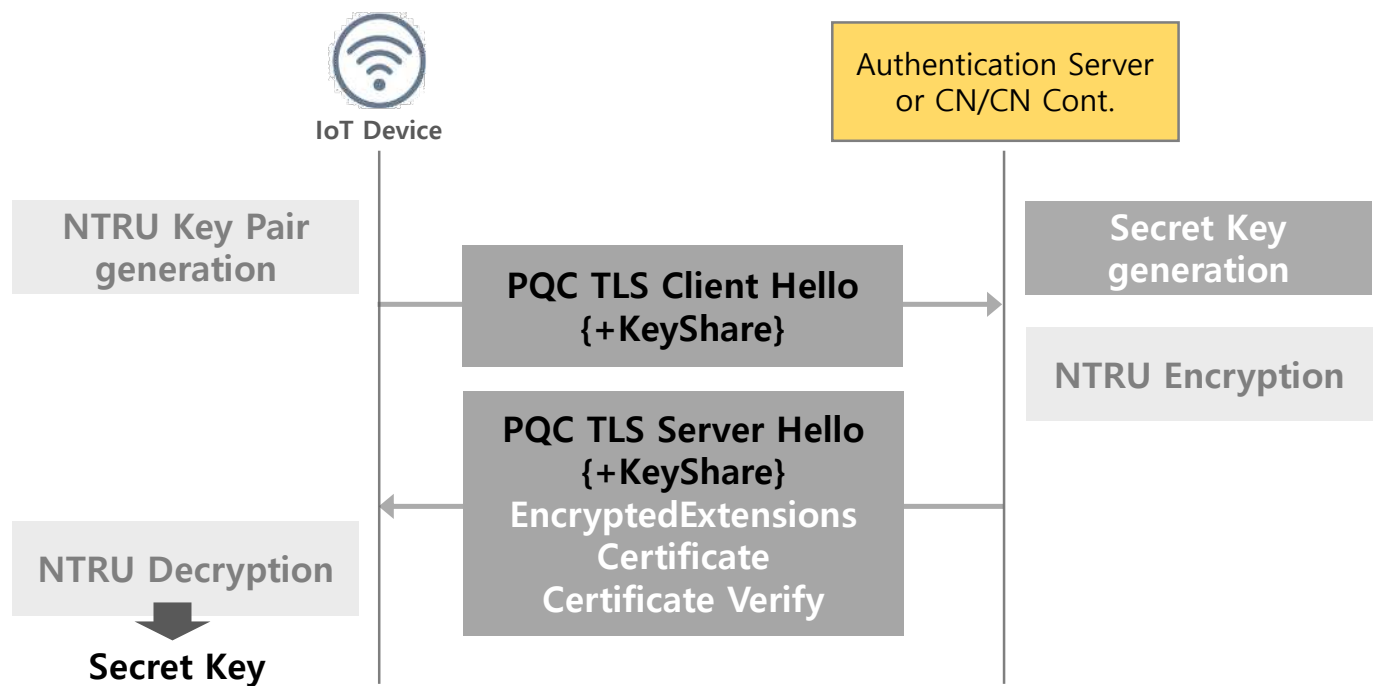 IoT Device
Authentication Server
or CN/CN Cont.
NTRU Key Pair
generation
PQC TLS Client Hello
{+KeyShare}
Secret Key
generation
NTRU Encryption
PQC TLS Server Hello
{+KeyShare}
EncryptedExtensions
Certificate
Certificate Verify
NTRU Decryption
Secret Key